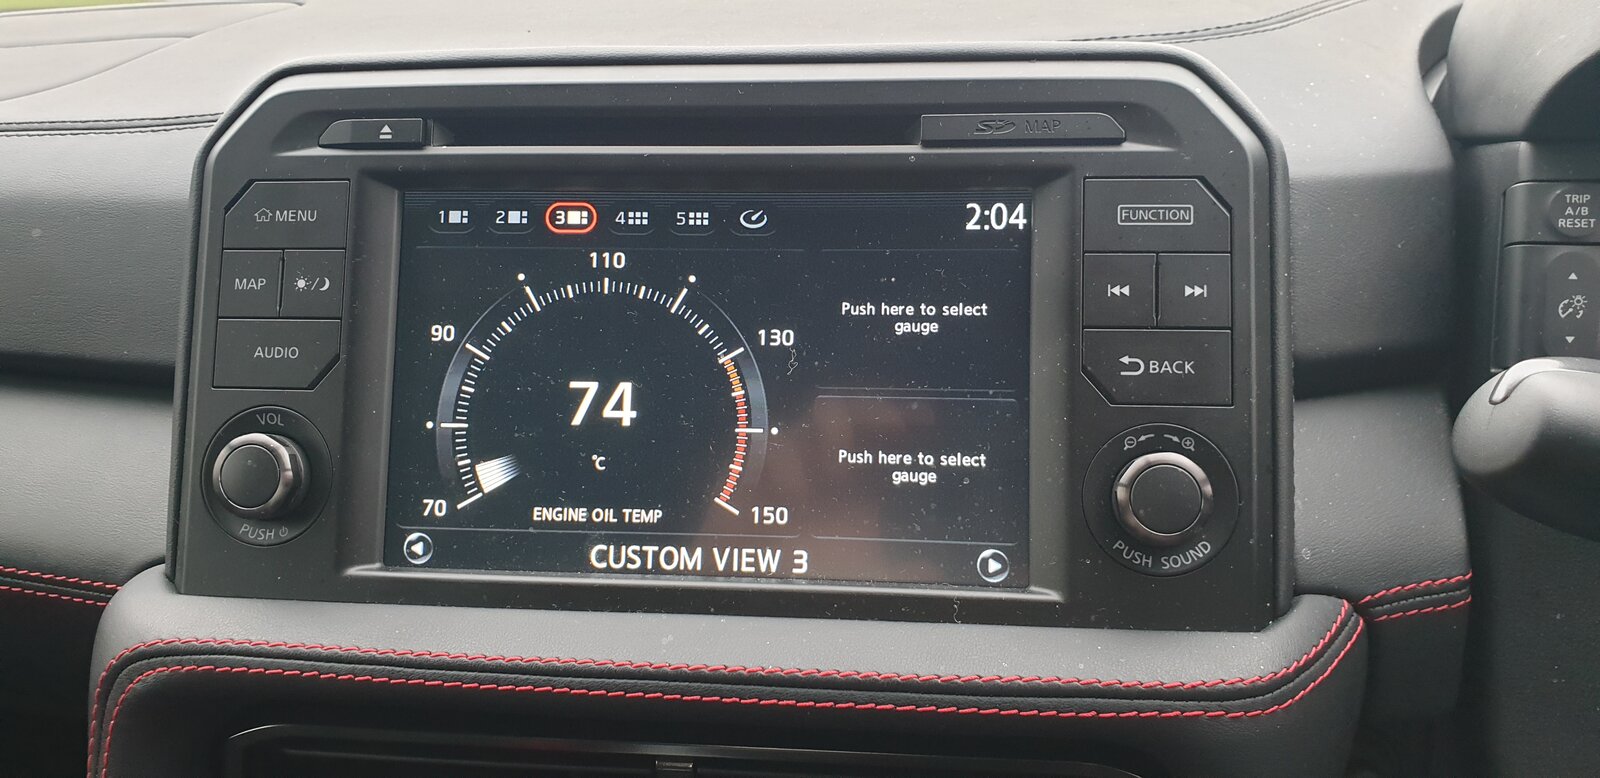 SD MAP
MENU
MAP
AUDIO
VOL
PUSH
1
2
3
4
5
2:04
110
90
130
70
150
74
°C
ENGINE OIL TEMP
Push here to select
gauge
Push here to select
gauge
CUSTOM VIEW 3
FUNCTION
BACK
PUSH SOUND
TRIP
A/B
RESET